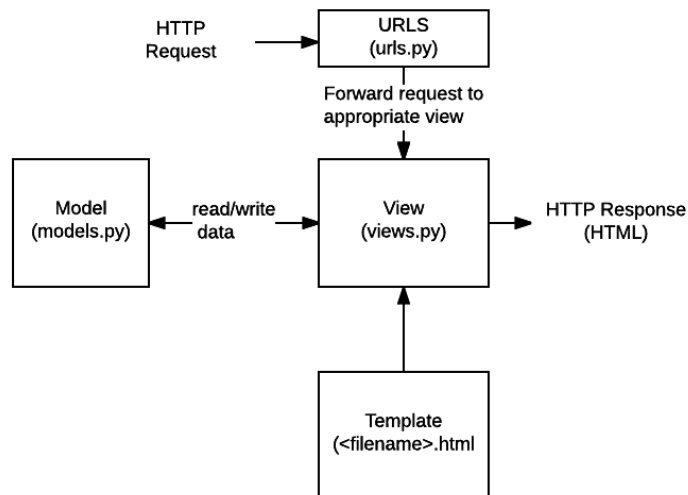 HTTP
Request
URLS
(urls.py)
Forward request to
appropriate view
Model
(models.py)
read/write
data
View
(views.py)
HTTP Response
(HTML)
Template
(<filename>.html